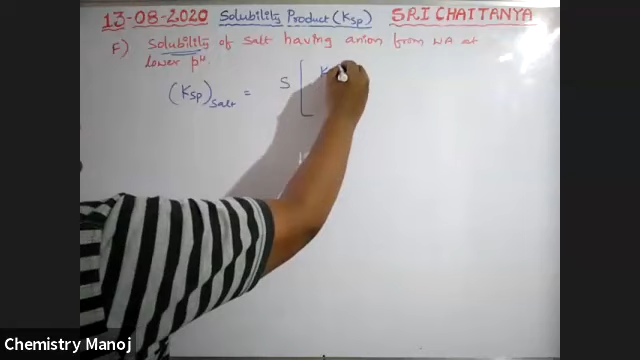 13-08-2020 Solubility Product (Ksp) SRI CHAITANYA
F) Solubility of salt having anion from WA at
lower pH.
(Ksp)salt = S [ K
Chemistry Manoj